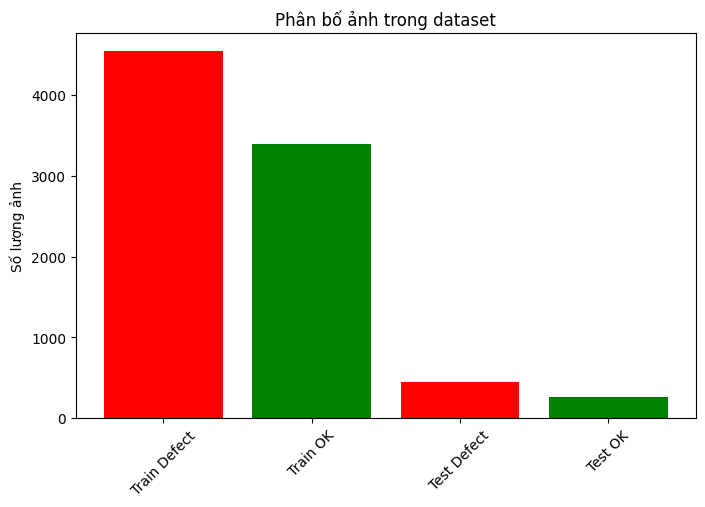 Phân bố ảnh trong dataset
Số lượng ảnh
4000
3000
2000
1000
0
Train Defect
Train OK
Test Defect
Test OK